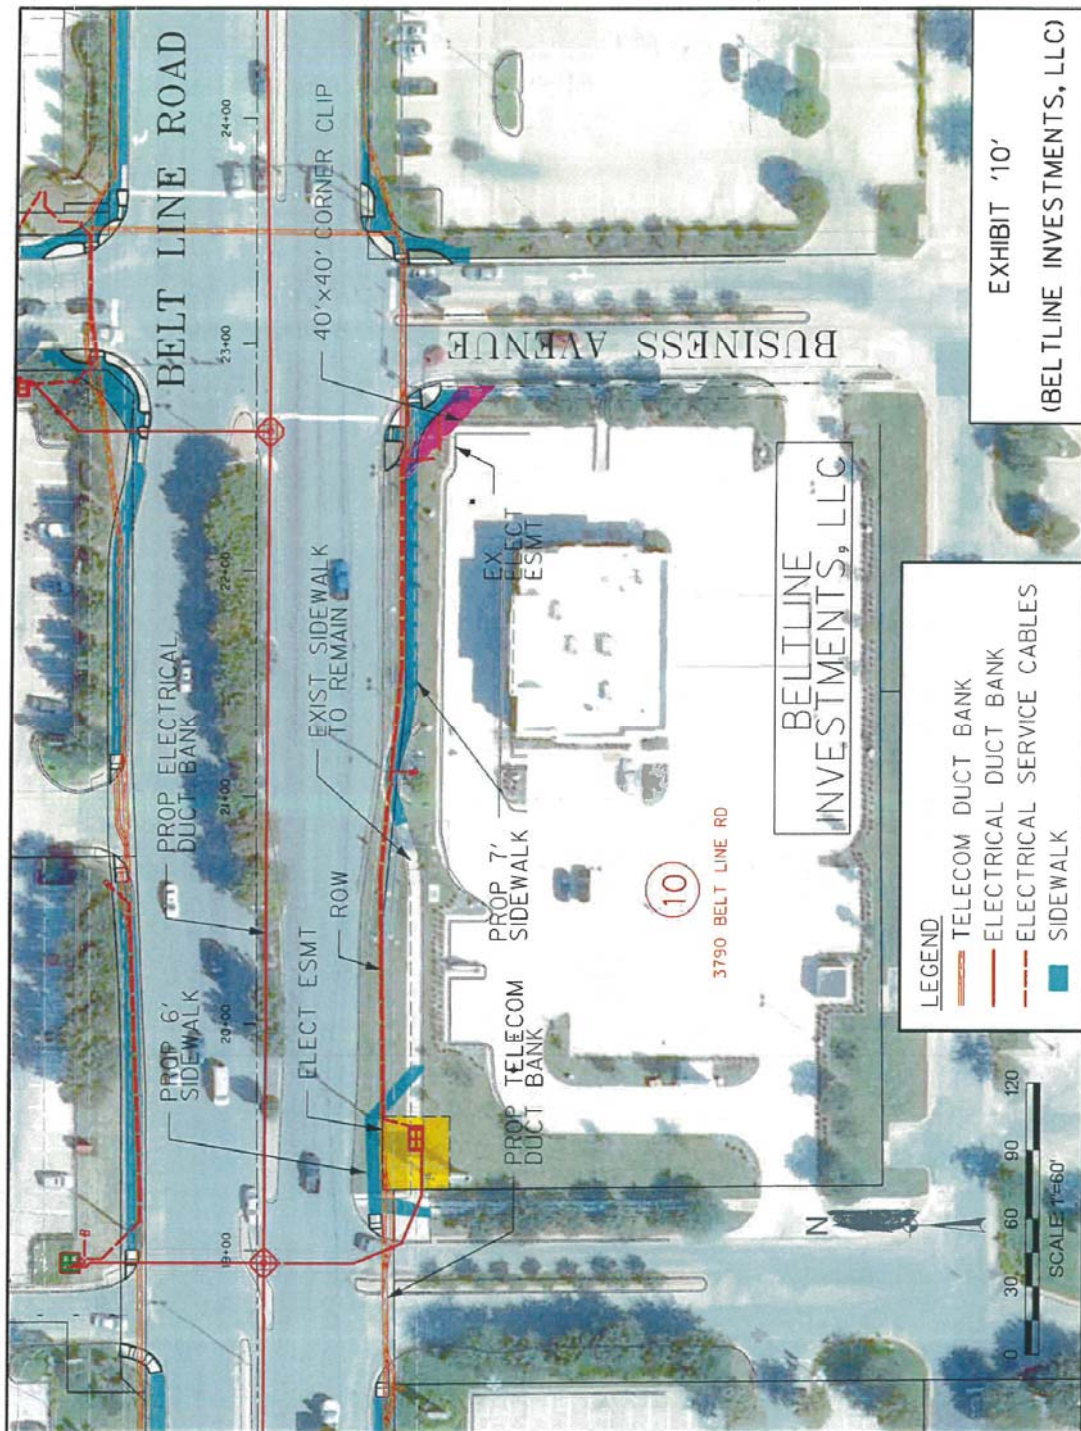 BELT LINE ROAD
19+00
20+00
21+00
22+00
23+00
24+00
PROP 6'
SIDEWALK
PROP ELECTRICAL
DUCT BANK
ELECT ESMT
ROW
EXIST SIDEWALK
TO REMAIN
40'x40' CORNER CLIP
BUSINESS AVENUE
PROP TELECOM
DUCT BANK
PROP 7'
SIDEWALK
EX
ELECT
ESMT
10
3790 BELT LINE RD
BELTLINE
INVESTMENTS, LLC
N
0 30 60 90 120
SCALE 1"=60'
LEGEND
TELECOM DUCT BANK
ELECTRICAL DUCT BANK
ELECTRICAL SERVICE CABLES
SIDEWALK
EXHIBIT '10'
(BELTLINE INVESTMENTS, LLC)